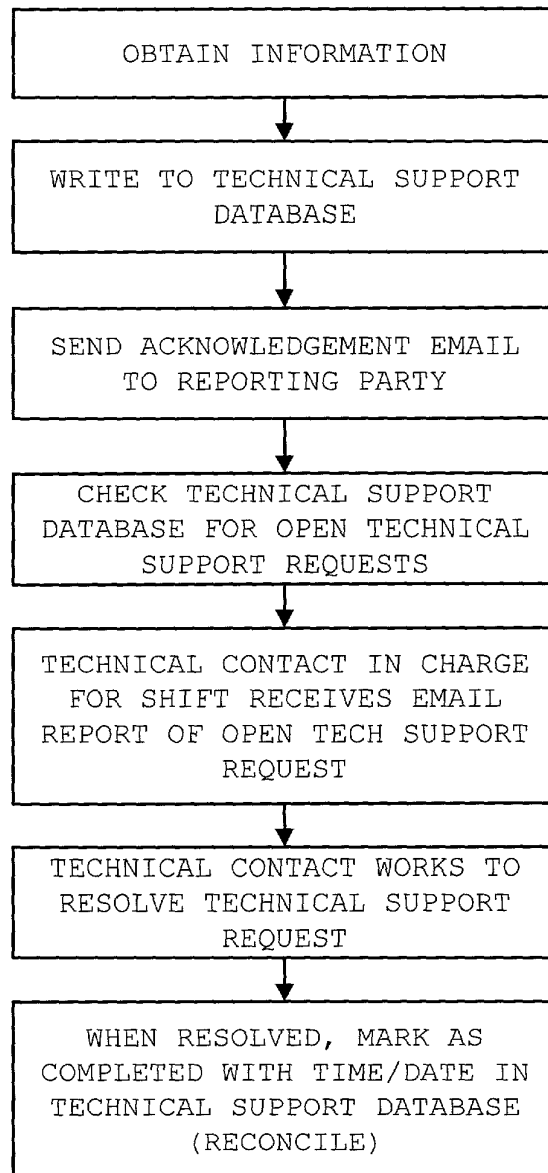 OBTAIN INFORMATION
WRITE TO TECHNICAL SUPPORT
DATABASE
SEND ACKNOWLEDGEMENT EMAIL
TO REPORTING PARTY
CHECK TECHNICAL SUPPORT
DATABASE FOR OPEN TECHNICAL
SUPPORT REQUESTS
TECHNICAL CONTACT IN CHARGE
FOR SHIFT RECEIVES EMAIL
REPORT OF OPEN TECH SUPPORT
REQUEST
TECHNICAL CONTACT WORKS TO
RESOLVE TECHNICAL SUPPORT
REQUEST
WHEN RESOLVED, MARK AS
COMPLETED WITH TIME/DATE IN
TECHNICAL SUPPORT DATABASE
(RECONCILE)